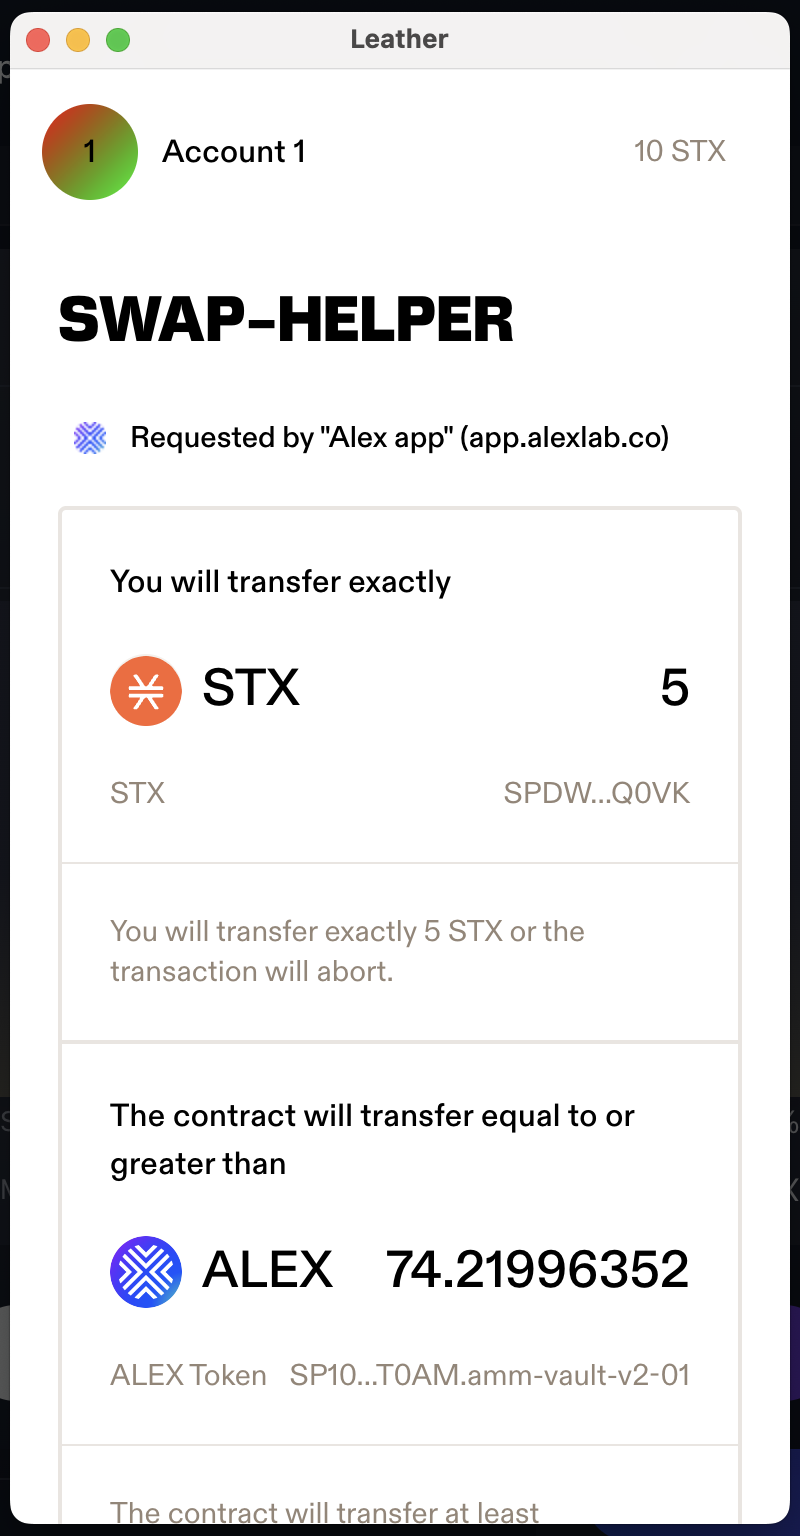 Leather
1 Account 1 10 STX
SWAP-HELPER
Requested by "Alex app" (app.alexlab.co)
You will transfer exactly
STX 5
STX SPDW...Q0VK
You will transfer exactly 5 STX or the
transaction will abort.
The contract will transfer equal to or
greater than
ALEX 74.21996352
ALEX Token SP10...T0AM.amm-vault-v2-01
The contract will transfer at least